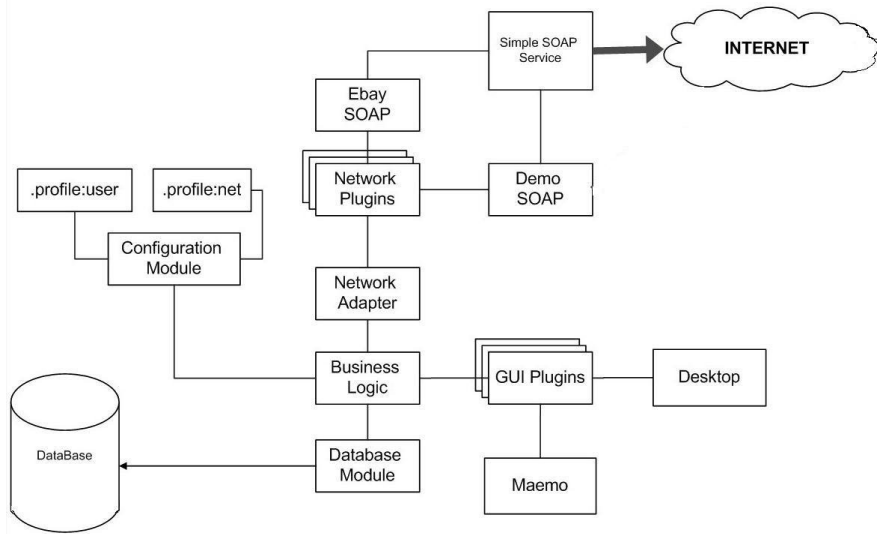 Simple SOAP
Service
INTERNET
Ebay
SOAP
.profile:user
.profile:net
Network
Plugins
Demo
SOAP
Configuration
Module
Network
Adapter
Business
Logic
GUI Plugins
Desktop
DataBase
Database
Module
Maemo